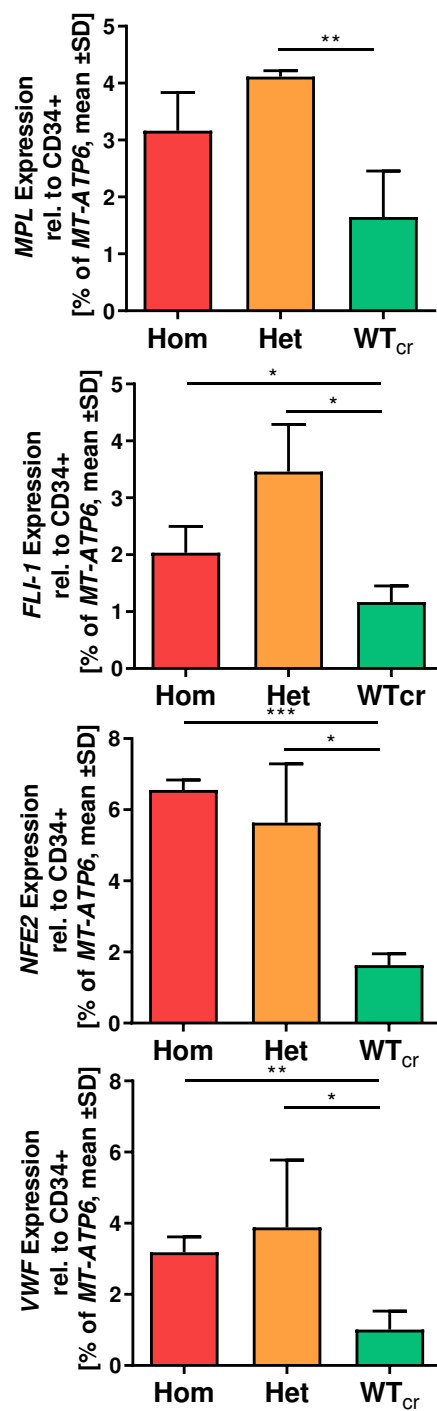 MPL Expression
rel. to CD34+
[% of MT-ATP6, mean ±SD]
5
4
3
2
1
0
**
Hom Het WTcr
FLI-1 Expression
rel. to CD34+
[% of MT-ATP6, mean ±SD]
5
4
3
2
1
0
*
*
Hom Het WTcr
NFE2 Expression
rel. to CD34+
[% of MT-ATP6, mean ±SD]
8
6
4
2
0
***
*
Hom Het WTcr
VWF Expression
rel. to CD34+
[% of MT-ATP6, mean ±SD]
8
6
4
2
0
**
*
Hom Het WTcr